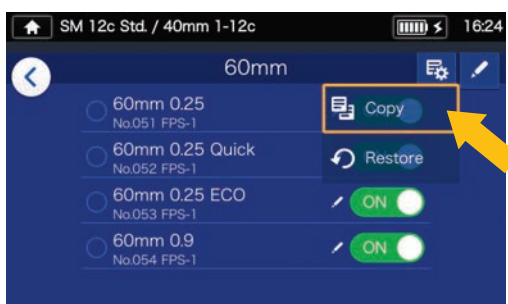 SM 12c Std. / 40mm 1-12c
16:24
60mm
60mm 0.25
No.051 FPS-1
Copy
60mm 0.25 Quick
No.052 FPS-1
Restore
60mm 0.25 ECO
No.053 FPS-1
ON
60mm 0.9
No.054 FPS-1
ON